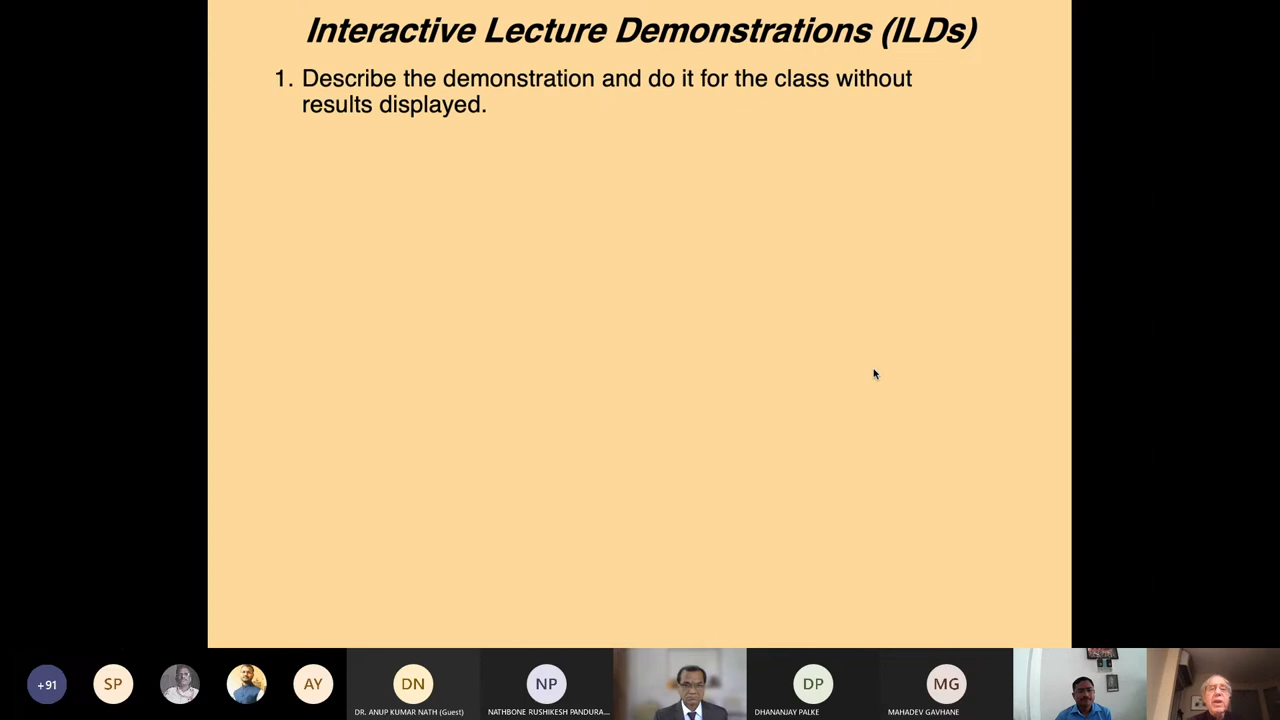 Interactive Lecture Demonstrations (ILDs)
1. Describe the demonstration and do it for the class without
results displayed.
+91
SP
AY
DN
NP
DP
MG
DR. ANUP KUMAR NATH (Guest)
NATHBONE RUSHIKESH PANDURA...
DHANANJAY PALKE
MAHADEV GAVHANE